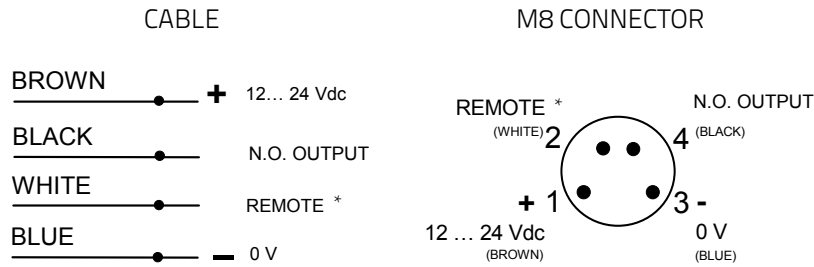 CABLE
BROWN
+ 12… 24 Vdc
BLACK
N.O. OUTPUT
WHITE
REMOTE *
BLUE
− 0 V
M8 CONNECTOR
REMOTE *
(WHITE) 2
N.O. OUTPUT
4 (BLACK)
+ 1
12 … 24 Vdc
(BROWN)
3 -
0 V
(BLUE)